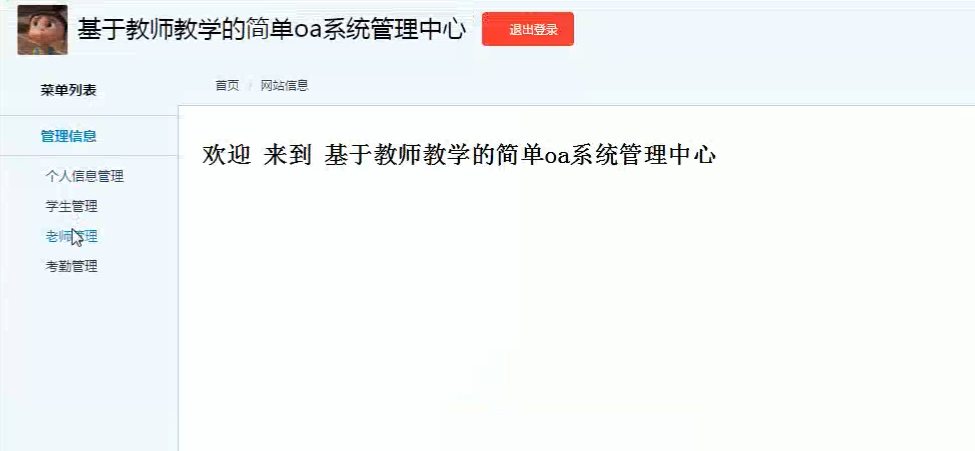 基于教师教学的简单oa系统管理中心 退出登录
菜单列表
首页 / 网站信息
管理信息
欢迎 来到 基于教师教学的简单oa系统管理中心
个人信息管理
学生管理
老师管理
考勤管理